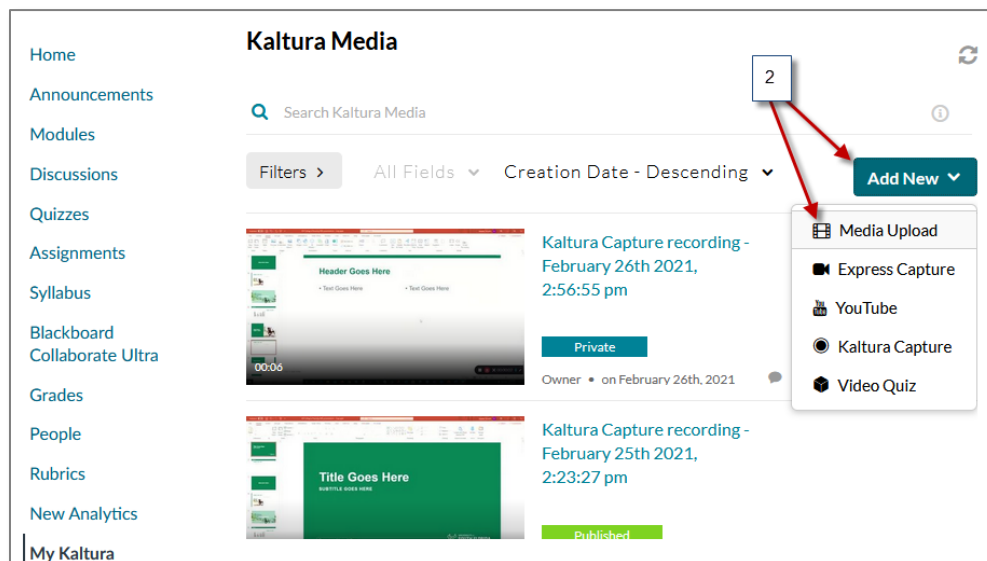 Home
Announcements
Modules
Discussions
Quizzes
Assignments
Syllabus
Blackboard
Collaborate Ultra
Grades
People
Rubrics
New Analytics
My Kaltura
Kaltura Media
2
Search Kaltura Media
Filters >
All Fields
Creation Date - Descending
Add New
Media Upload
Express Capture
YouTube
Kaltura Capture
Video Quiz
Header Goes Here
• Text Goes Here • Text Goes Here
00:06
Kaltura Capture recording -
February 26th 2021,
2:56:55 pm
Private
Owner • on February 26th, 2021
Title Goes Here
SUBTITLE GOES HERE
Kaltura Capture recording -
February 25th 2021,
2:23:27 pm
Published